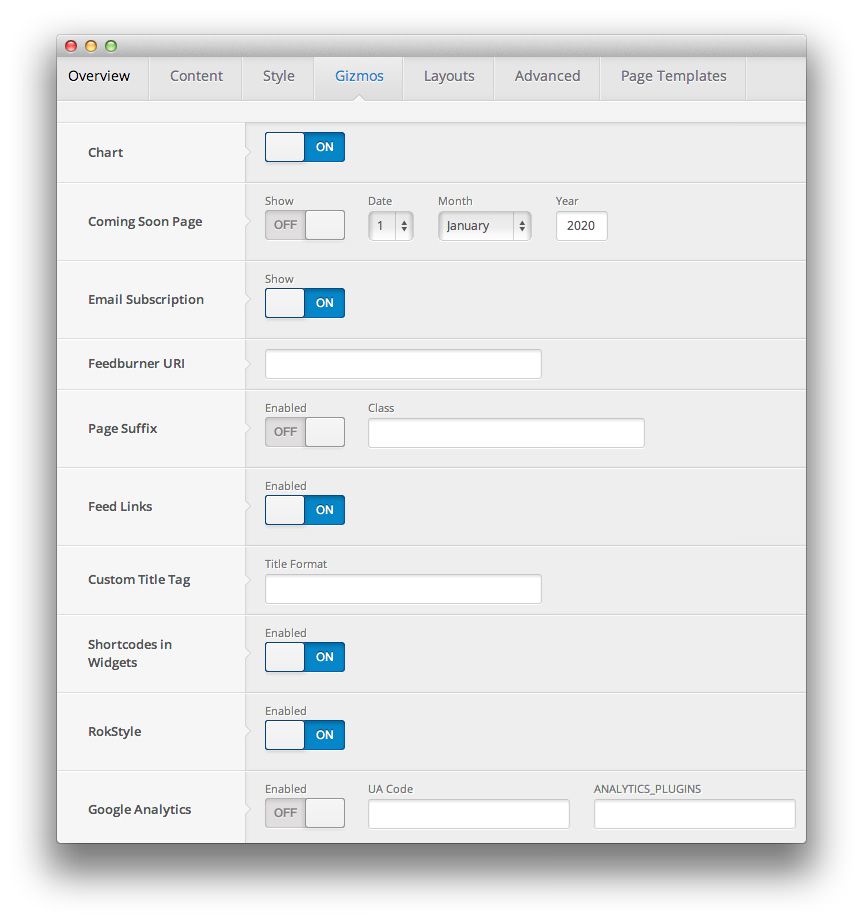 Overview Content Style Gizmos Layouts Advanced Page Templates
Chart ON
Show Date Month Year
Coming Soon Page OFF 1 January 2020
Show
Email Subscription ON
Feedburner URI
Enabled Class
Page Suffix OFF
Enabled
Feed Links ON
Title Format
Custom Title Tag
Enabled
Shortcodes in
Widgets ON
Enabled
RokStyle ON
Enabled UA Code ANALYTICS_PLUGINS
Google Analytics OFF